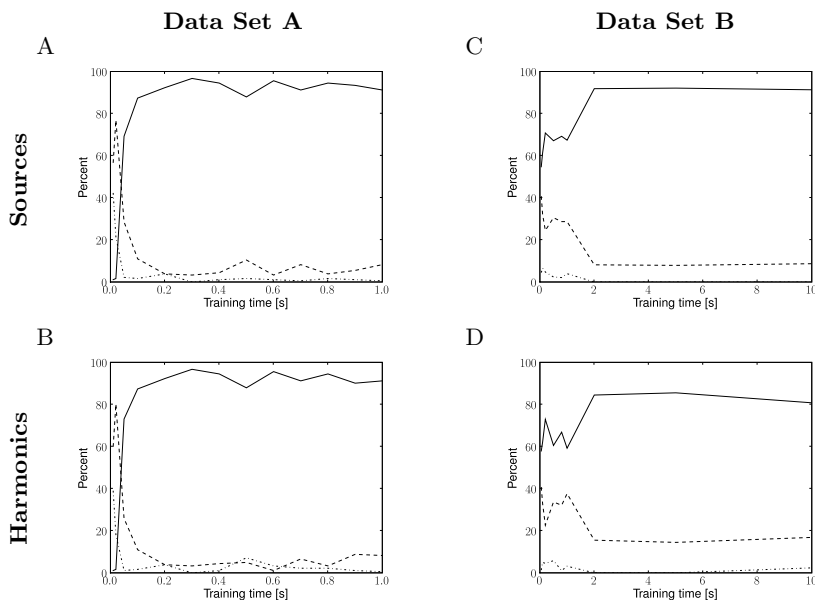 Data Set A
Data Set B
A
C
Sources
100
80
60
40
20
0
Percent
0.0 0.2 0.4 0.6 0.8 1.0
Training time [s]
100
80
60
40
20
0
Percent
0 2 4 6 8 10
Training time [s]
B
D
Harmonics
100
80
60
40
20
0
Percent
0.0 0.2 0.4 0.6 0.8 1.0
Training time [s]
100
80
60
40
20
0
Percent
0 2 4 6 8 10
Training time [s]